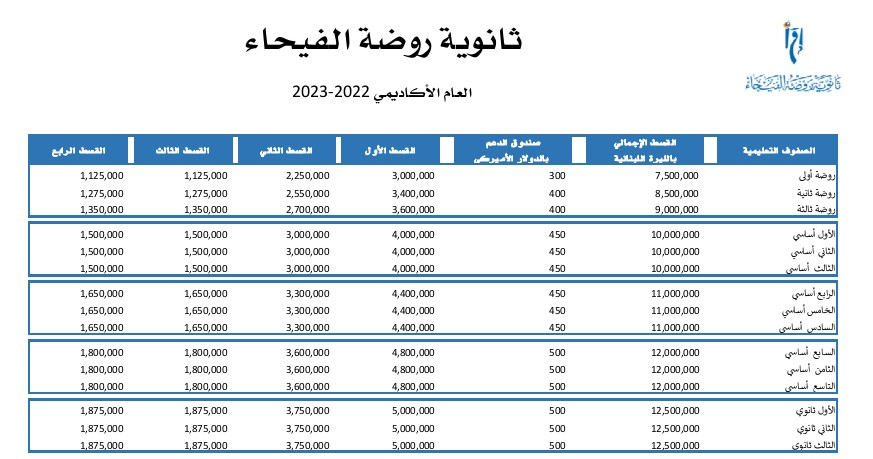 ثانوية روضة الفيحاء
إقرأ
ثانوية روضة الفيحاء
العام الأكاديمي 2022-2023
الصفوف التعليمية القسط الإجمالي بالليرة اللبنانية صندوق الدعم بالدولار الأميركي القسط الأول القسط الثاني القسط الثالث القسط الرابع
روضة أولى 7,500,000 300 3,000,000 2,250,000 1,125,000 1,125,000
روضة ثانية 8,500,000 400 3,400,000 2,550,000 1,275,000 1,275,000
روضة ثالثة 9,000,000 400 3,600,000 2,700,000 1,350,000 1,350,000
الأول أساسي 10,000,000 450 4,000,000 3,000,000 1,500,000 1,500,000
الثاني أساسي 10,000,000 450 4,000,000 3,000,000 1,500,000 1,500,000
الثالث أساسي 10,000,000 450 4,000,000 3,000,000 1,500,000 1,500,000
الرابع أساسي 11,000,000 450 4,400,000 3,300,000 1,650,000 1,650,000
الخامس أساسي 11,000,000 450 4,400,000 3,300,000 1,650,000 1,650,000
السادس أساسي 11,000,000 450 4,400,000 3,300,000 1,650,000 1,650,000
السابع أساسي 12,000,000 500 4,800,000 3,600,000 1,800,000 1,800,000
الثامن أساسي 12,000,000 500 4,800,000 3,600,000 1,800,000 1,800,000
التاسع أساسي 12,000,000 500 4,800,000 3,600,000 1,800,000 1,800,000
الأول ثانوي 12,500,000 500 5,000,000 3,750,000 1,875,000 1,875,000
الثاني ثانوي 12,500,000 500 5,000,000 3,750,000 1,875,000 1,875,000
الثالث ثانوي 12,500,000 500 5,000,000 3,750,000 1,875,000 1,875,000